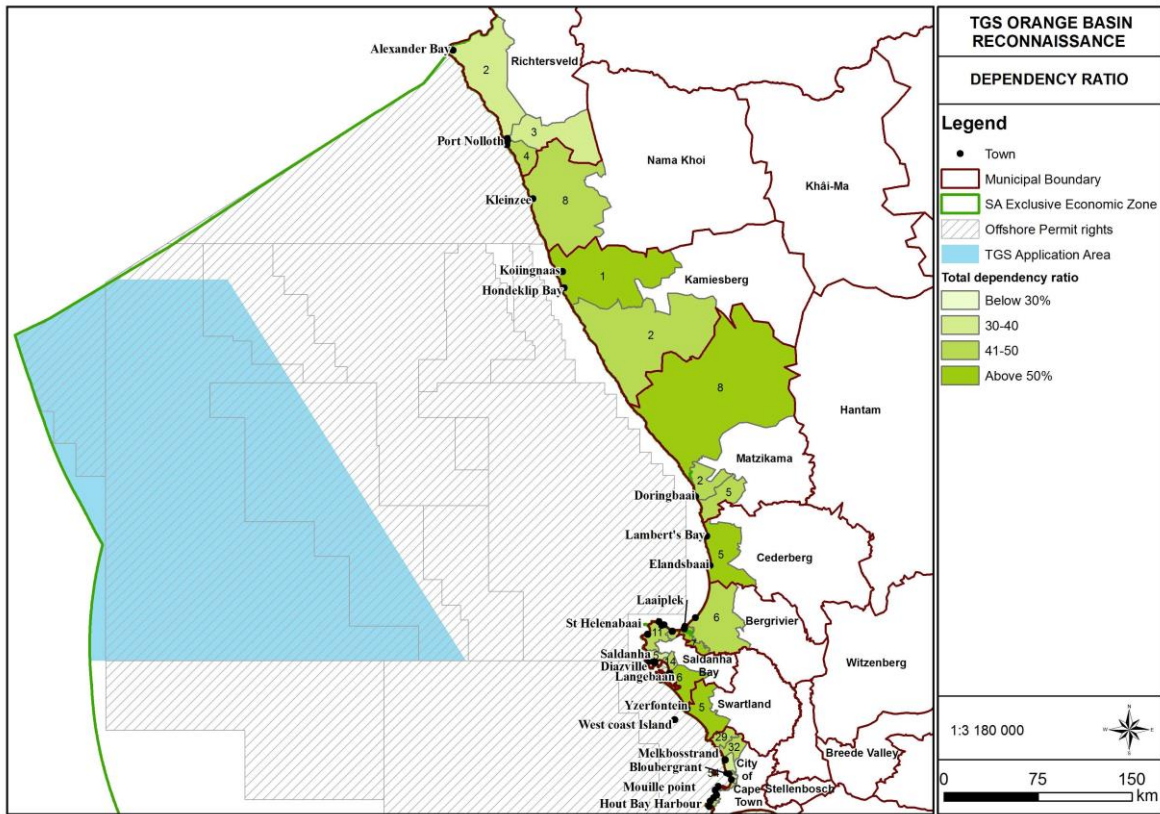 Alexander Bay
Richtersveld
2
3
Port Nolloth
4
Nama Khoi
Khâi-Ma
Kleinzee
8
Koiingnaas
1
Kamiesberg
Hondeklip Bay
2
8
Hantam
Matzikama
2
5
Doringbaai
Lambert's Bay
5
Cederberg
Elandsbaai
Laaiplek
6
Bergrivier
St Helenabaai
11
Witzenberg
Saldanha
5
4
Saldanha
Bay
Diazville
Langebaan
6
Swartland
Yzerfontein
5
West coast Island
29
32
Melkbosstrand
Breede Valley
Bloubergrant
City
of
Cape
Town
Stellenbosch
Mouille point
Hout Bay Harbour
TGS ORANGE BASIN
RECONNAISSANCE
DEPENDENCY RATIO
Legend
Town
Municipal Boundary
SA Exclusive Economic Zone
Offshore Permit rights
TGS Application Area
Total dependency ratio
Below 30%
30-40
41-50
Above 50%
1:3 180 000
N
W
E
S
0 75 150
km